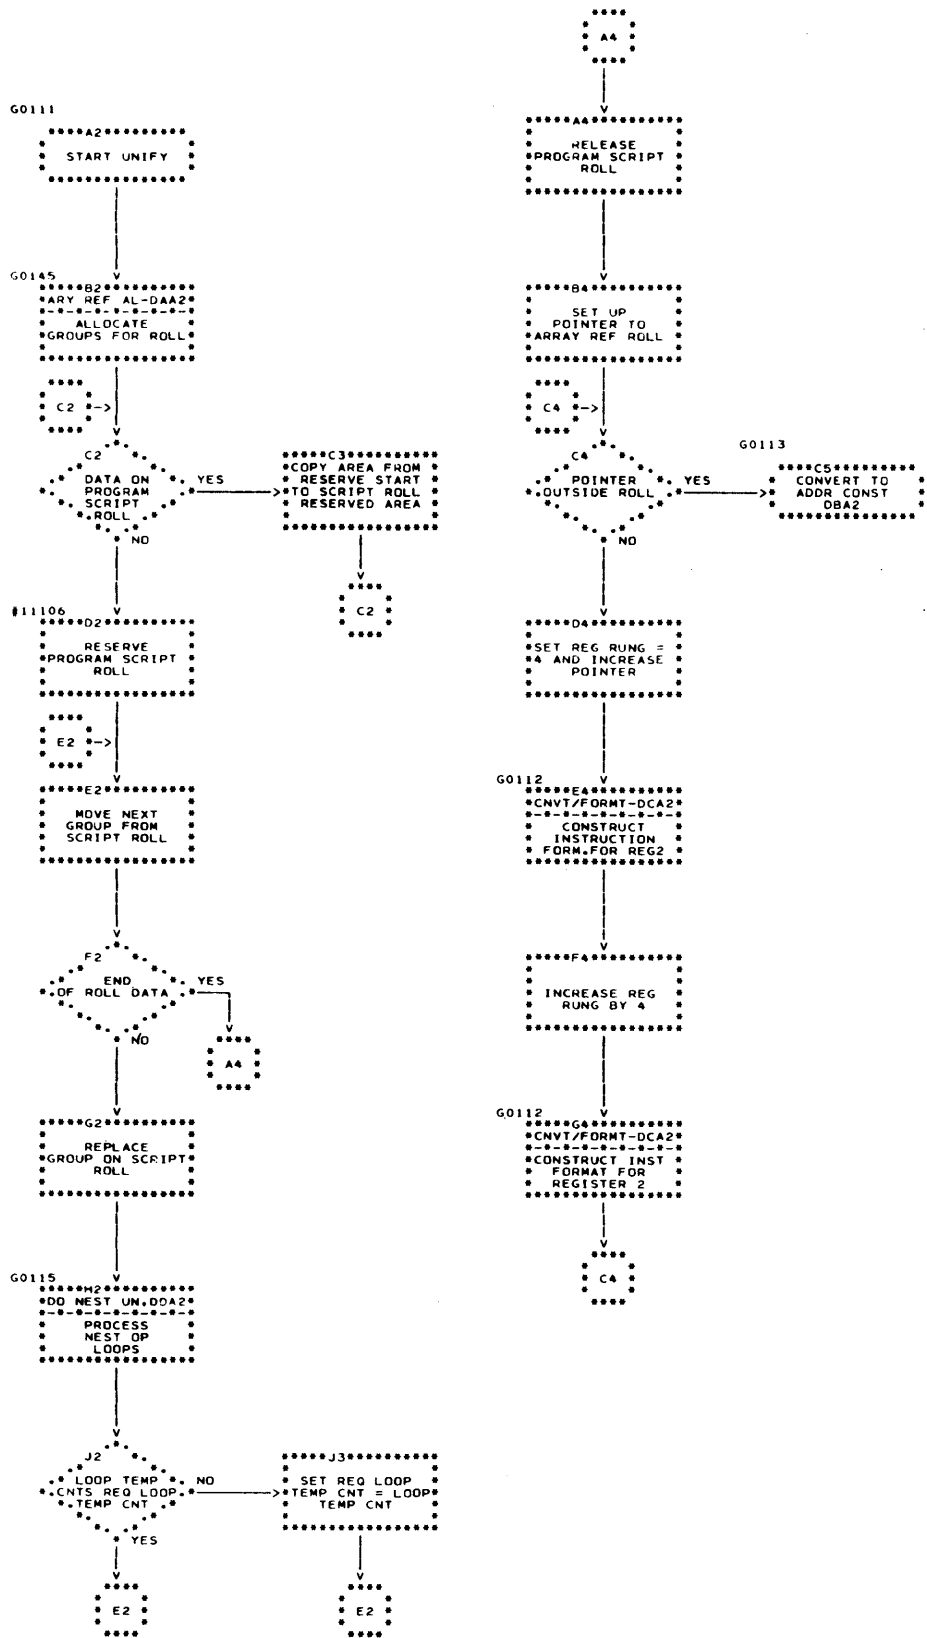 G0111
A2
START UNIFY
G0145
B2
ARY REF AL-DAA2
ALLOCATE
GROUPS FOR ROLL
C2
C2
DATA ON
PROGRAM
SCRIPT
ROLL
YES
NO
C3
COPY AREA FROM
RESERVE START
TO SCRIPT ROLL
RESERVED AREA
C2
#11106
D2
RESERVE
PROGRAM SCRIPT
ROLL
E2
E2
MOVE NEXT
GROUP FROM
SCRIPT ROLL
F2
END
OF ROLL DATA
YES
NO
A4
G2
REPLACE
GROUP ON SCRIPT
ROLL
G0115
H2
DO NEST UN.DDA2
PROCESS
NEST OP
LOOPS
J2
LOOP TEMP
CNTS REQ LOOP
TEMP CNT
NO
YES
J3
SET REQ LOOP
TEMP CNT = LOOP
TEMP CNT
E2
E2
A4
A4
RELEASE
PROGRAM SCRIPT
ROLL
B4
SET UP
POINTER TO
ARRAY REF ROLL
C4
C4
POINTER
OUTSIDE ROLL
YES
NO
G0113
C5
CONVERT TO
ADDR CONST
DBA2
D4
SET REG RUNG =
4 AND INCREASE
POINTER
G0112
E4
CNVT/FORMT-DCA2
CONSTRUCT
INSTRUCTION
FORM.FOR REG2
F4
INCREASE REG
RUNG BY 4
G0112
G4
CNVT/FORMT-DCA2
CONSTRUCT INST
FORMAT FOR
REGISTER 2
C4